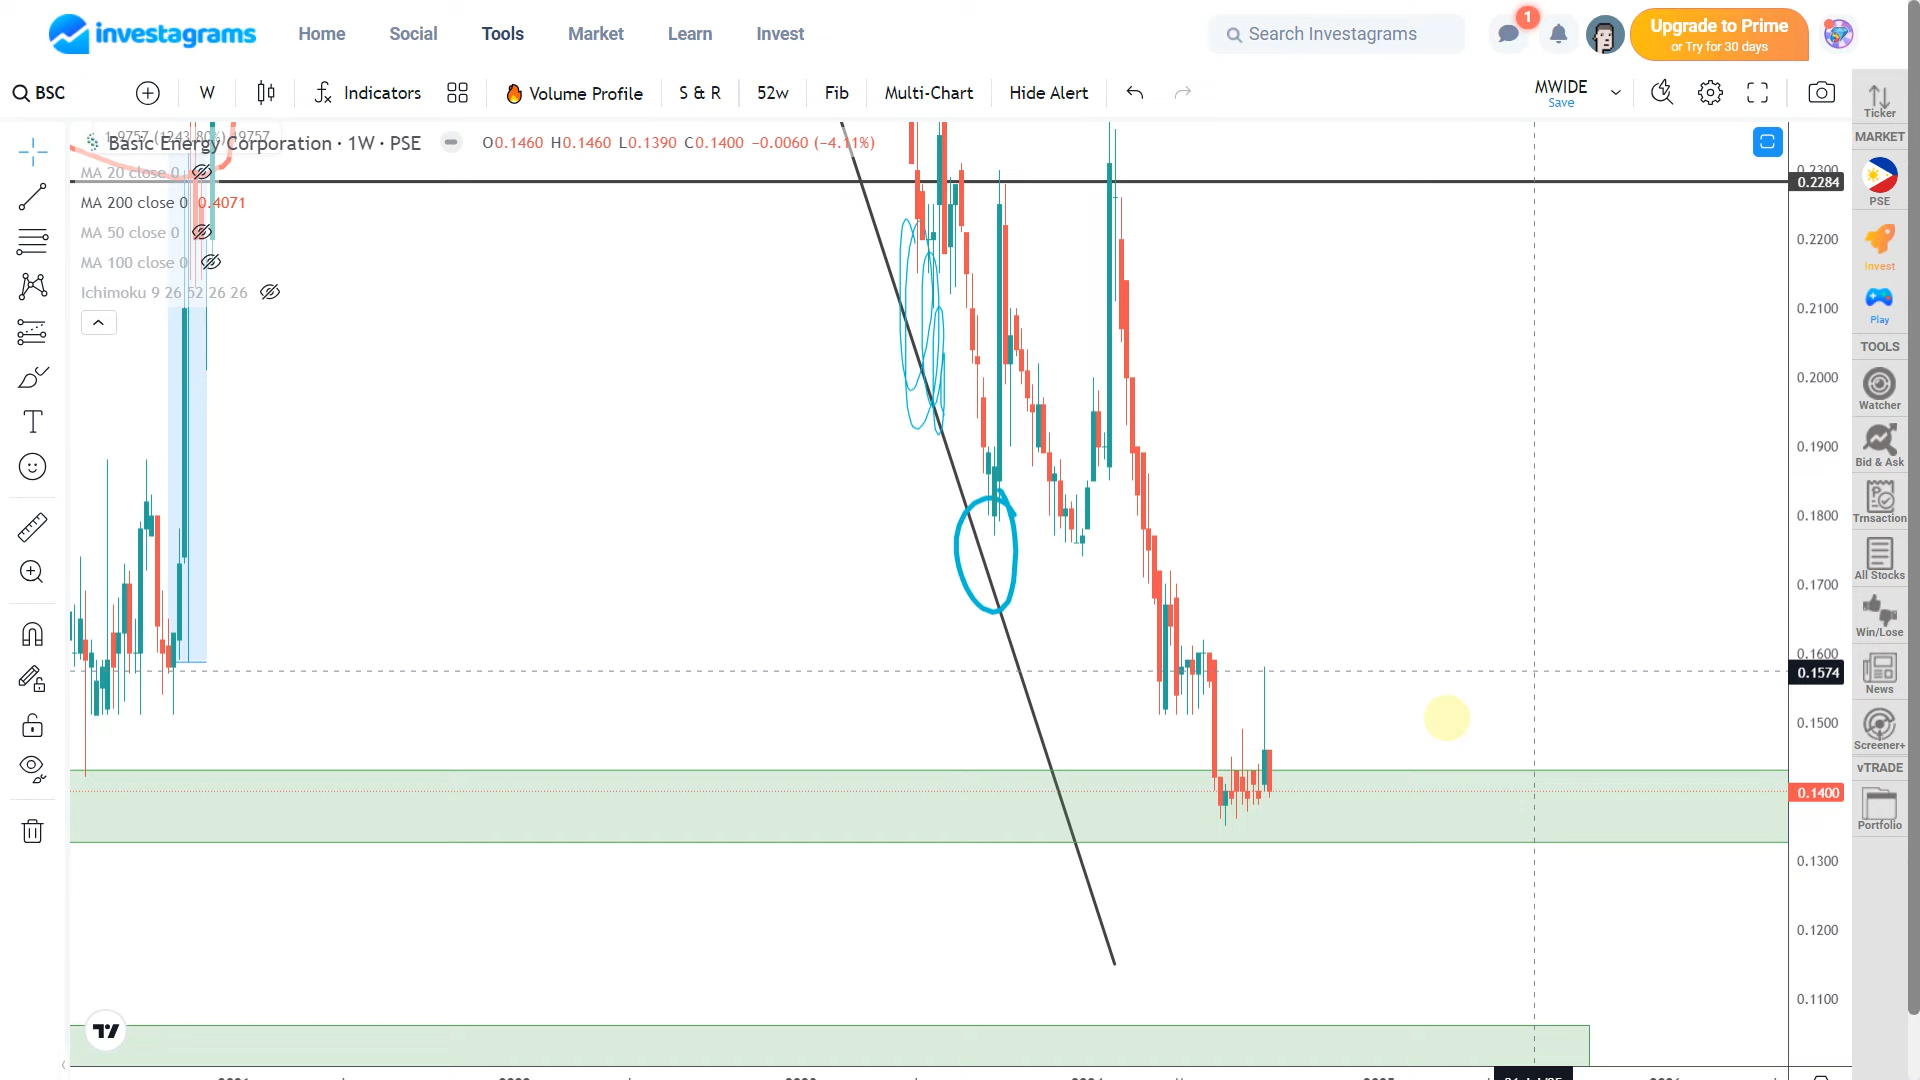 investagrams
Home
Social
Tools
Market
Learn
Invest
Search Investagrams
1
Upgrade to Prime
or Try for 30 days
BSC
W
Indicators
Volume Profile
S & R
52w
Fib
Multi-Chart
Hide Alert
MWIDE
Save
Basic Energy Corporation · 1W · PSE
O0.1460 H0.1460 L0.1390 C0.1400 −0.0060 (−4.11%)
MA 20 close 0
MA 200 close 0 0.4071
MA 50 close 0
MA 100 close 0
Ichimoku 9 26 52 26 26
0.2300
0.2284
0.2200
0.2100
0.2000
0.1900
0.1800
0.1700
0.1600
0.1574
0.1500
0.1400
0.1300
0.1200
0.1100
Ticker
MARKET
PSE
Invest
Play
TOOLS
Watcher
Bid & Ask
Trnsaction
All Stocks
Win/Lose
News
Screener+
vTRADE
Portfolio